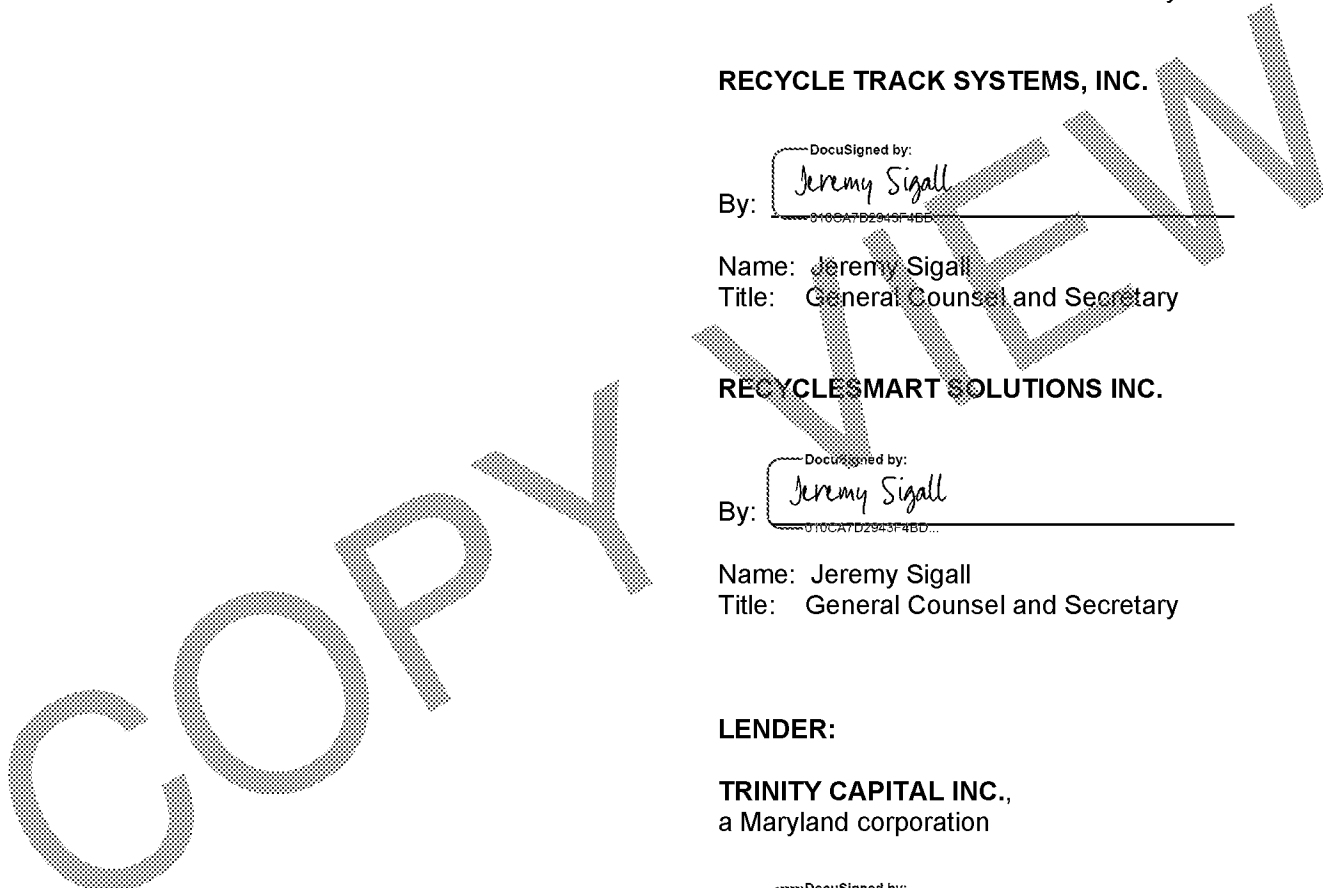 RECYCLE TRACK SYSTEMS, INC.
DocuSigned by:
Jeremy Sigall
By:
010CA7D2943F4BD...
Name: Jeremy Sigall
Title: General Counsel and Secretary
RECYCLESMART SOLUTIONS INC.
DocuSigned by:
Jeremy Sigall
By:
010CA7D2943F4BD...
Name: Jeremy Sigall
Title: General Counsel and Secretary
LENDER:
TRINITY CAPITAL INC.,
a Maryland corporation
DocuSigned by:
COPY VIEW